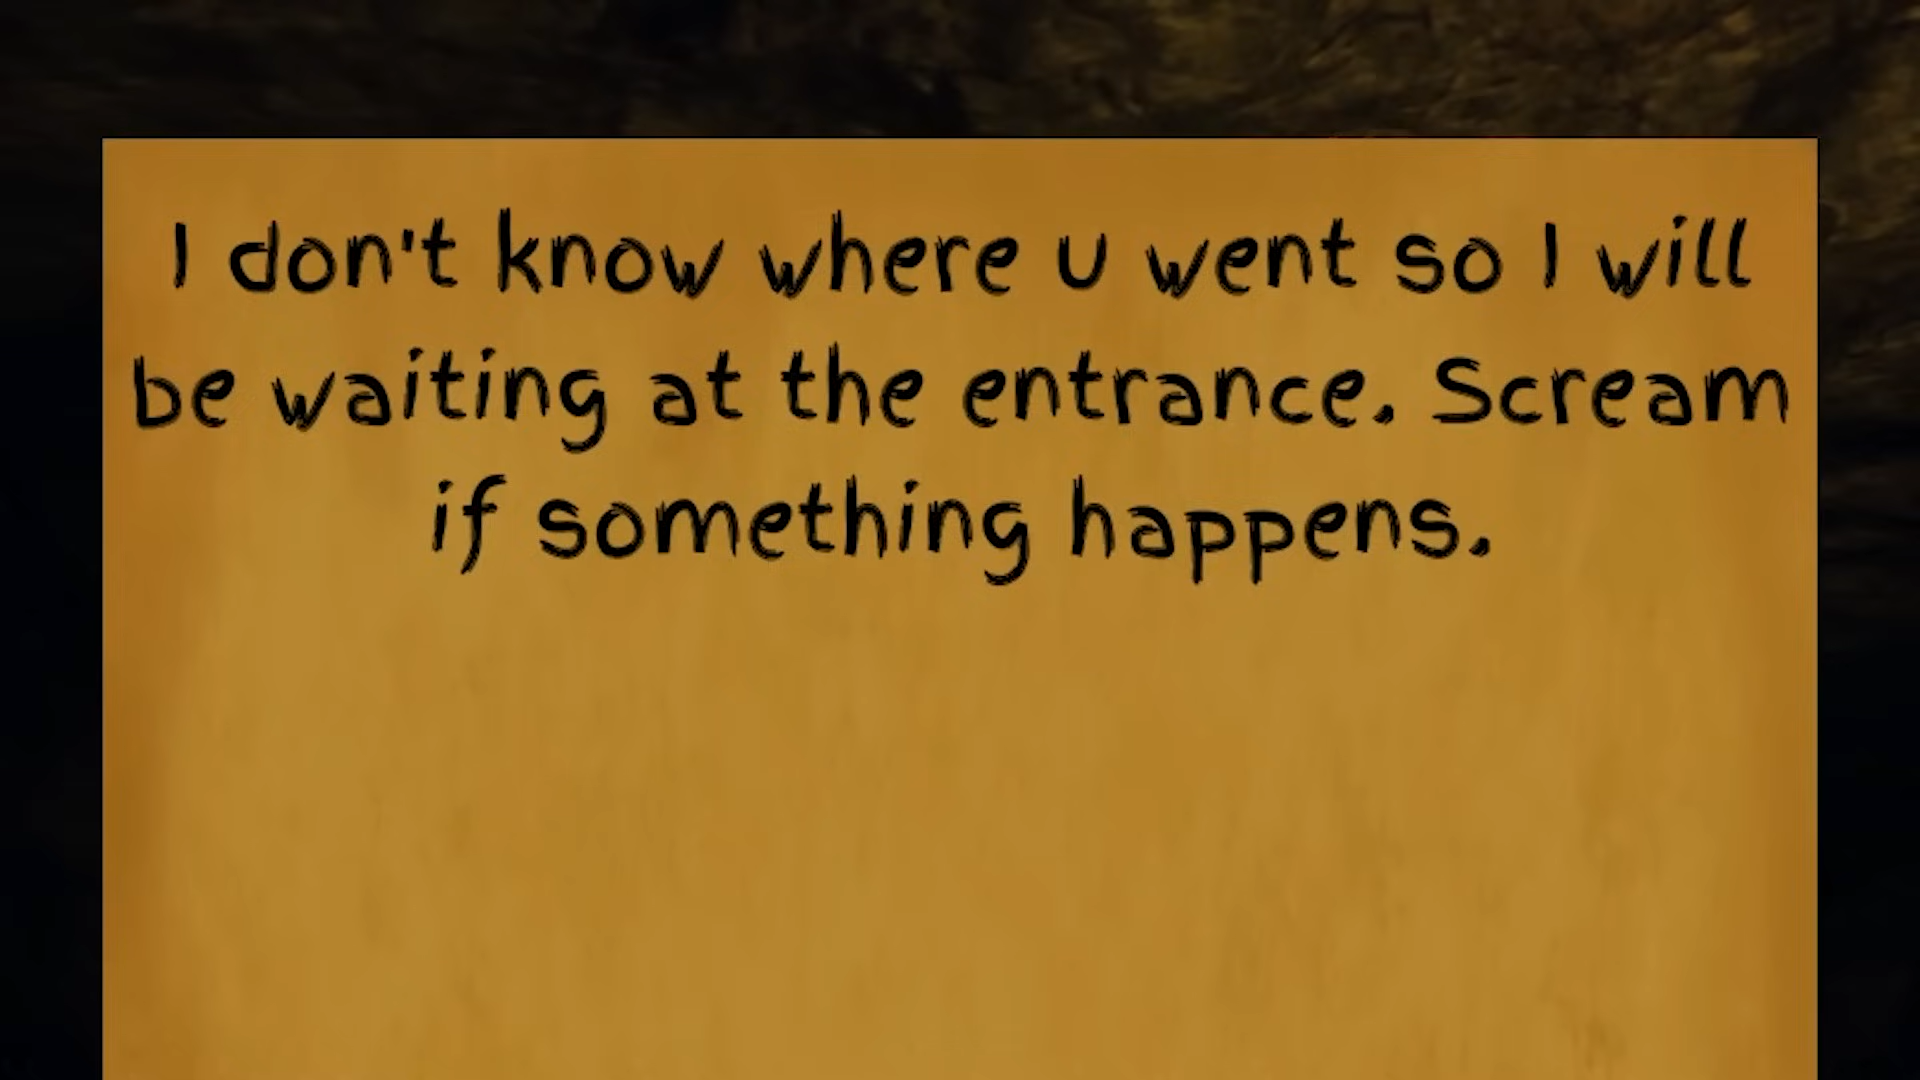 I don't know where u went so I will
be waiting at the entrance. Scream
if something happens.